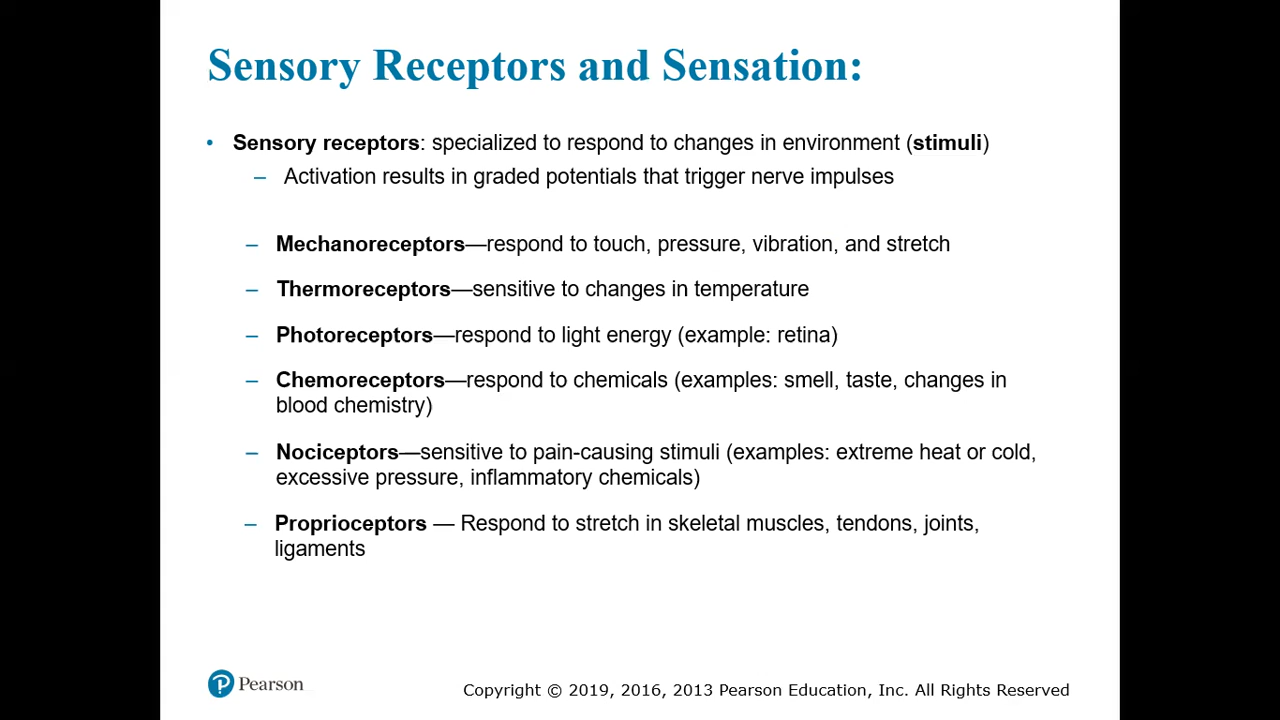 Sensory Receptors and Sensation:
• Sensory receptors: specialized to respond to changes in environment (stimuli)
– Activation results in graded potentials that trigger nerve impulses
– Mechanoreceptors—respond to touch, pressure, vibration, and stretch
– Thermoreceptors—sensitive to changes in temperature
– Photoreceptors—respond to light energy (example: retina)
– Chemoreceptors—respond to chemicals (examples: smell, taste, changes in
blood chemistry)
– Nociceptors—sensitive to pain-causing stimuli (examples: extreme heat or cold,
excessive pressure, inflammatory chemicals)
– Proprioceptors — Respond to stretch in skeletal muscles, tendons, joints,
ligaments
P Pearson
Copyright © 2019, 2016, 2013 Pearson Education, Inc. All Rights Reserved